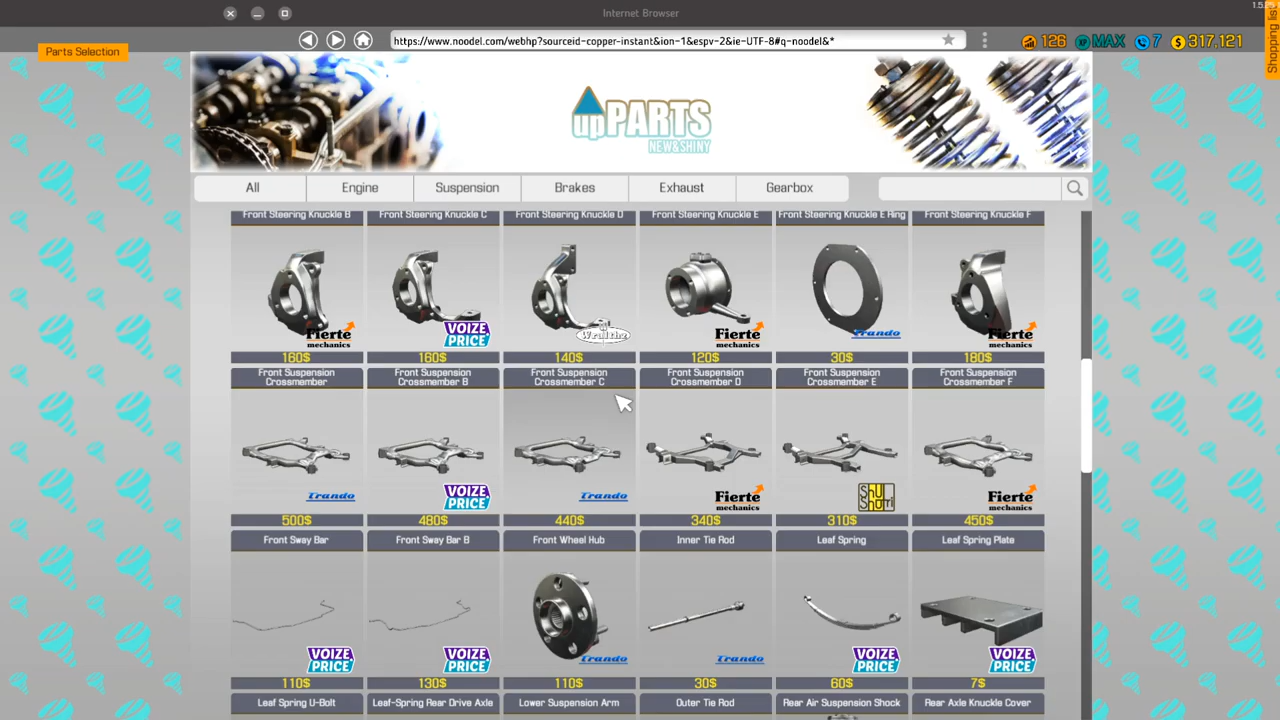 Internet Browser
1.5.
Shopping list
Parts Selection
https://www.noodel.com/webhp?sourceid-copper-instant&ion-1&espv-2&ie-UTF-8#q-noodel&*
126 XP MAX 7 $ 317,121
upPARTS
NEW&SHINY
All Engine Suspension Brakes Exhaust Gearbox
Front Steering Knuckle B Front Steering Knuckle C Front Steering Knuckle D Front Steering Knuckle E Front Steering Knuckle E Ring Front Steering Knuckle F
Fierte mechanics VOIZE PRICE Fierte mechanics Trando Fierte mechanics
160$ 160$ 140$ 120$ 30$ 180$
Front Suspension Crossmember Front Suspension Crossmember B Front Suspension Crossmember C Front Suspension Crossmember D Front Suspension Crossmember E Front Suspension Crossmember F
Trando VOIZE PRICE Trando Fierte mechanics Fierte mechanics
500$ 480$ 440$ 340$ 310$ 450$
Front Sway Bar Front Sway Bar B Front Wheel Hub Inner Tie Rod Leaf Spring Leaf Spring Plate
VOIZE PRICE VOIZE PRICE Trando Trando VOIZE PRICE VOIZE PRICE
110$ 130$ 110$ 30$ 60$ 7$
Leaf Spring U-Bolt Leaf-Spring Rear Drive Axle Lower Suspension Arm Outer Tie Rod Rear Air Suspension Shock Rear Axle Knuckle Cover